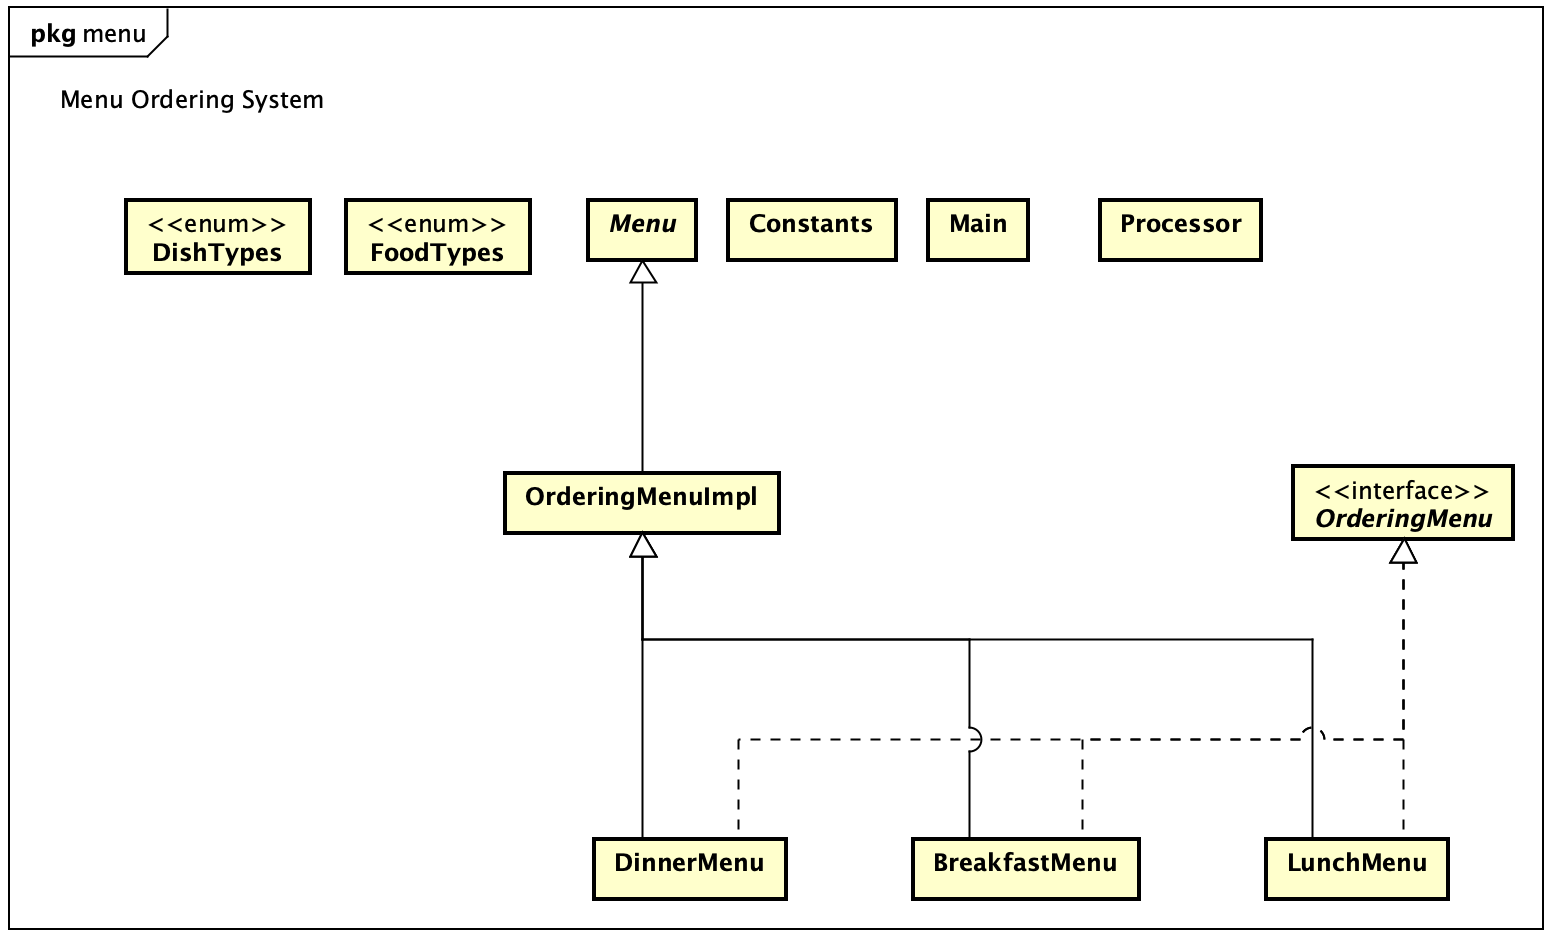 pkg menu
Menu Ordering System
<<enum>>
DishTypes
<<enum>>
FoodTypes
Menu
Constants
Main
Processor
OrderingMenuImpl
<<interface>>
OrderingMenu
DinnerMenu
BreakfastMenu
LunchMenu